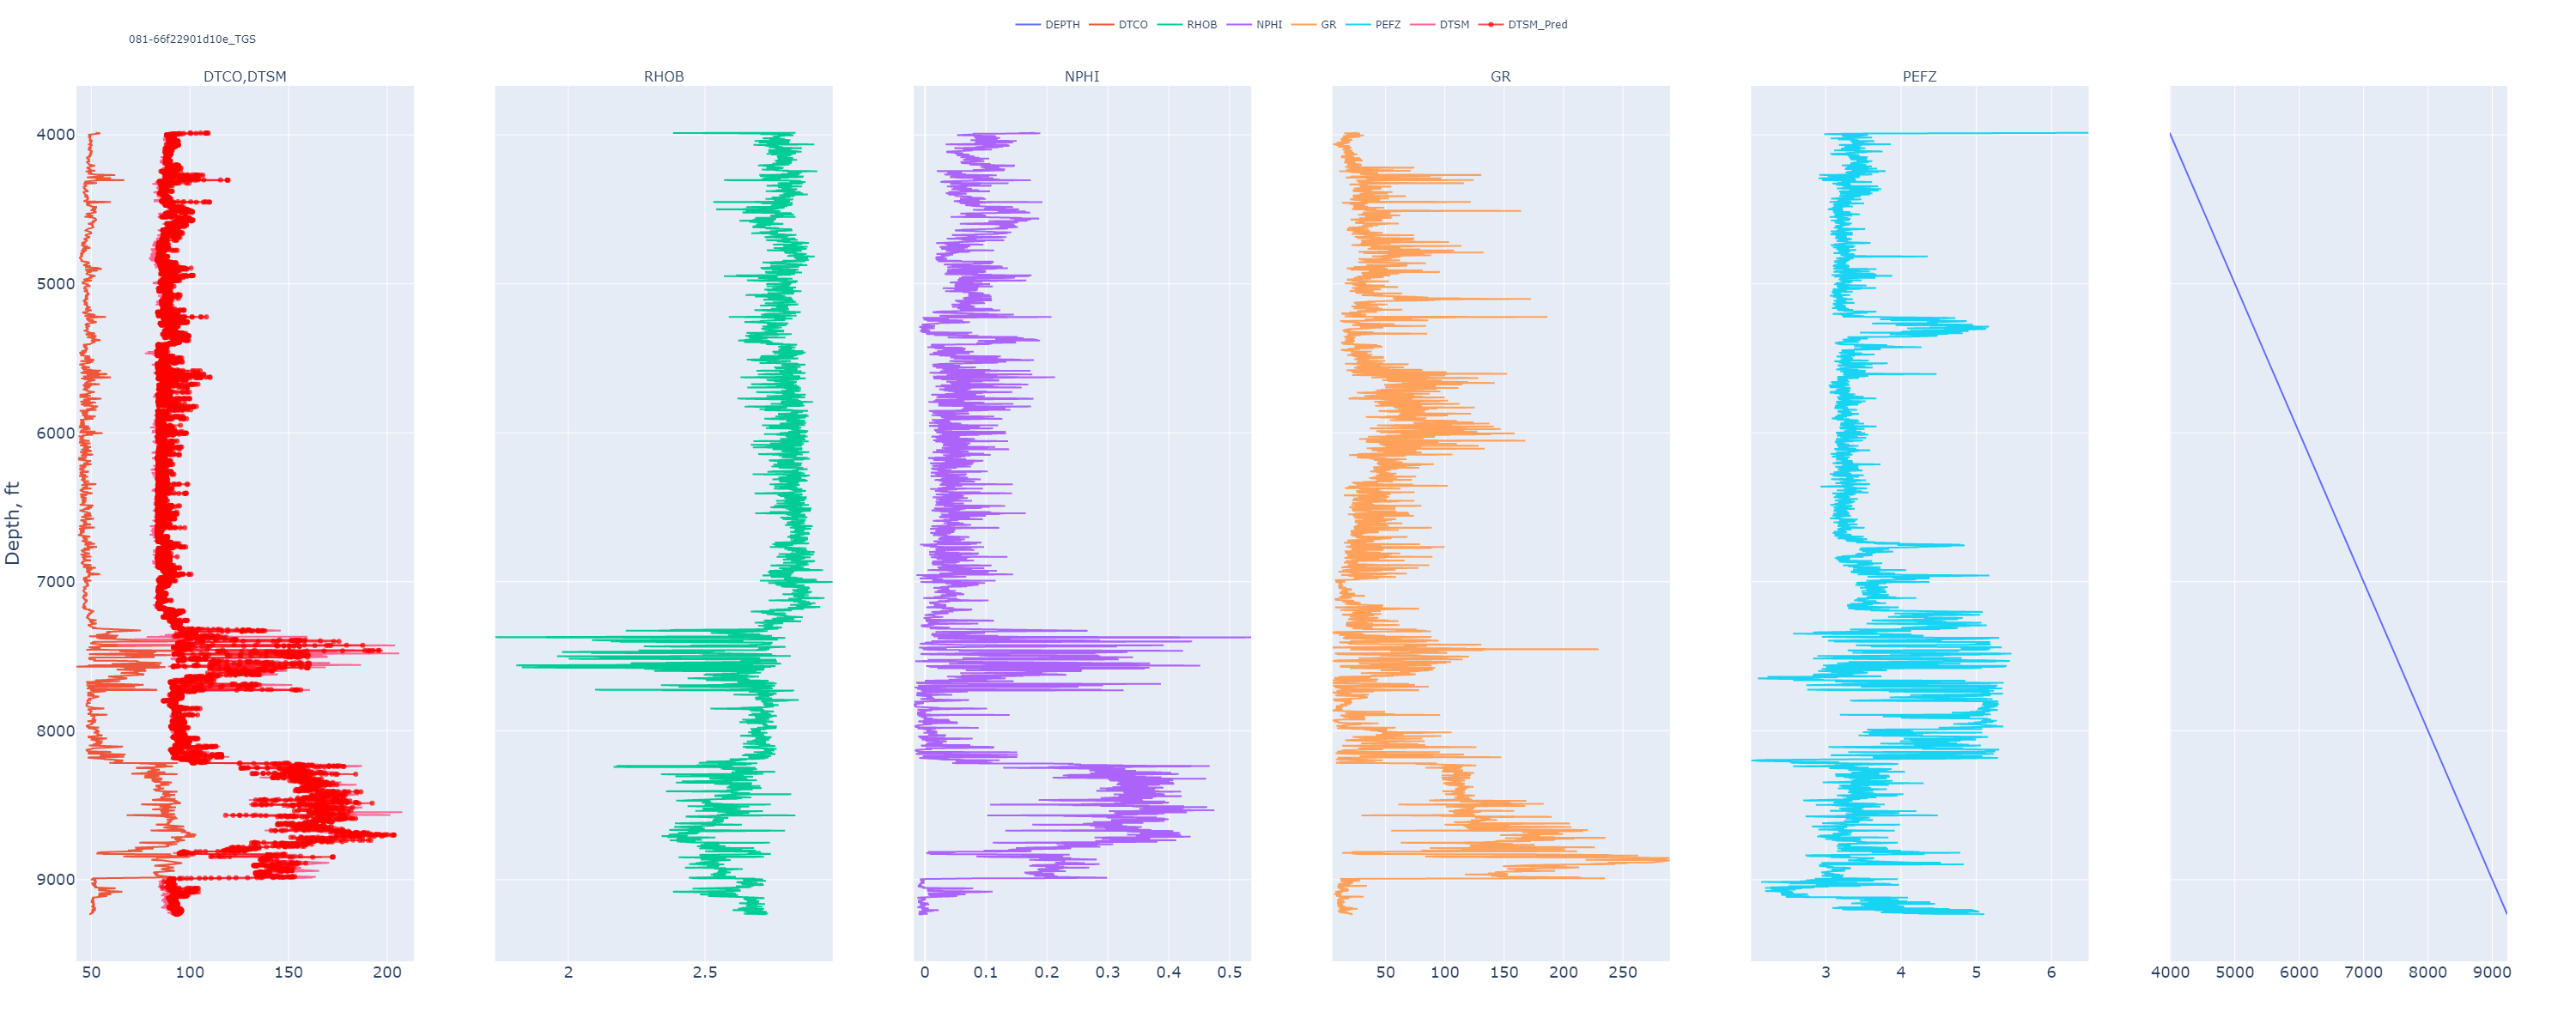 DEPTH DTCO RHOB NPHI GR PEFZ DTSM DTSM_Pred
081-66f22901d10e_TGS
DTCO,DTSM RHOB NPHI GR PEFZ
4000
5000
6000
7000
8000
9000
Depth, ft
50 100 150 200 2 2.5 0 0.1 0.2 0.3 0.4 0.5 50 100 150 200 250 3 4 5 6 4000 5000 6000 7000 8000 9000